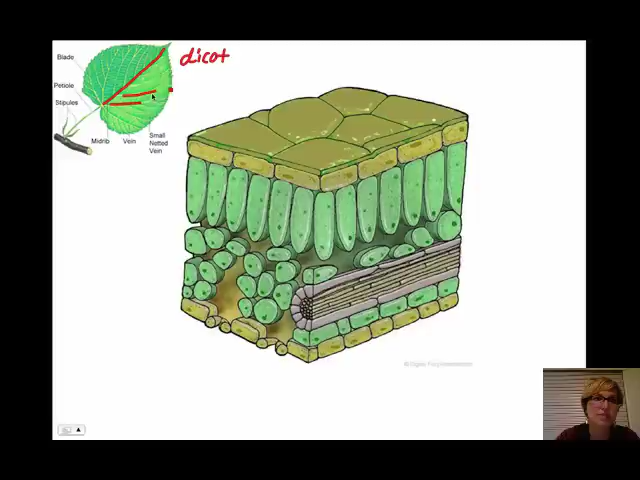 dicot
Blade
Petiole
Stipules
Midrib
Vein
Small
Netted
Vein